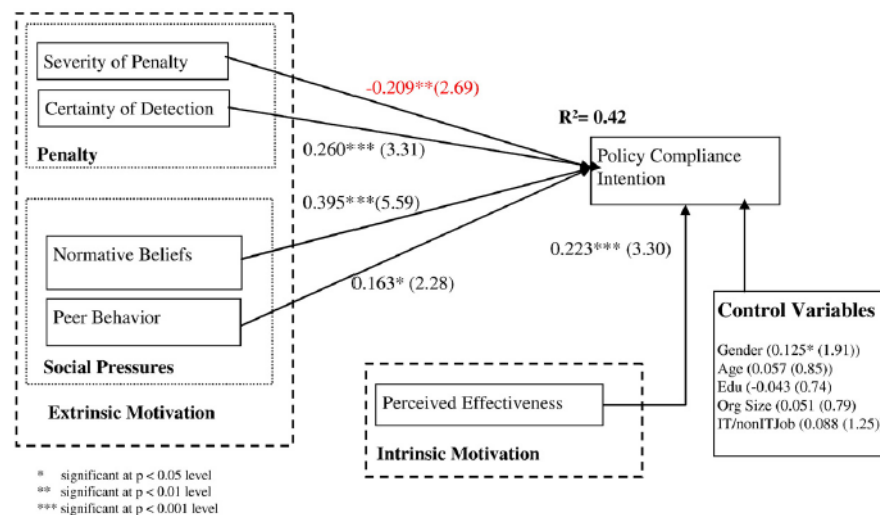 Severity of Penalty
Certainty of Detection
Penalty
-0.209**(2.69)
0.260*** (3.31)
R²= 0.42
Policy Compliance
Intention
0.395***(5.59)
Normative Beliefs
Peer Behavior
Social Pressures
Extrinsic Motivation
0.163* (2.28)
0.223*** (3.30)
Perceived Effectiveness
Intrinsic Motivation
Control Variables
Gender (0.125* (1.91))
Age (0.057 (0.85))
Edu (-0.043 (0.74)
Org Size (0.051 (0.79)
IT/nonITJob (0.088 (1.25)
* significant at p < 0.05 level
** significant at p < 0.01 level
*** significant at p < 0.001 level